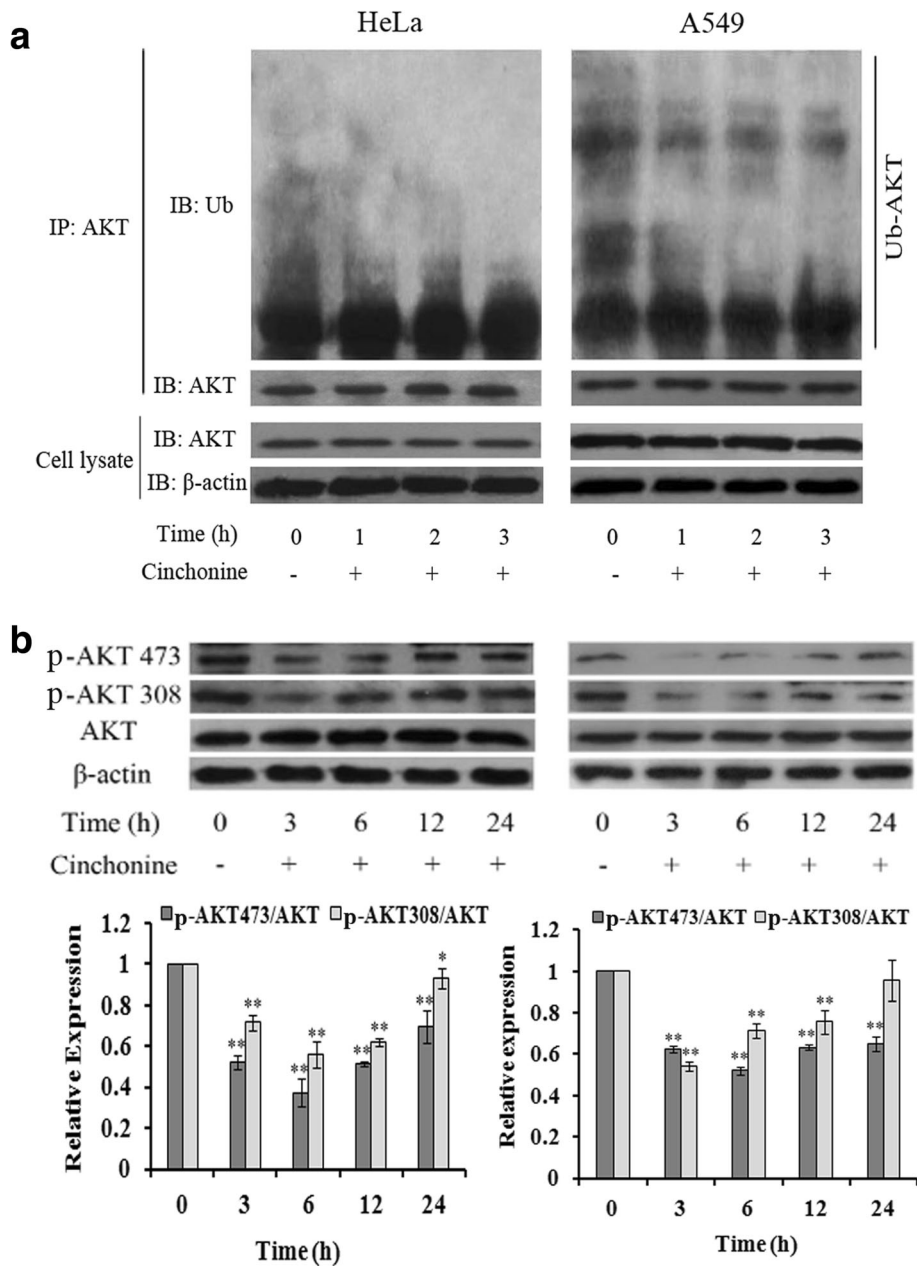 a
HeLa
A549
IP: AKT
IB: Ub
Ub-AKT
IB: AKT
Cell lysate
IB: AKT
IB: β-actin
Time (h) 0 1 2 3 0 1 2 3
Cinchonine - + + + - + + +
b
p-AKT 473
p-AKT 308
AKT
β-actin
Time (h) 0 3 6 12 24 0 3 6 12 24
Cinchonine - + + + + - + + + +
p-AKT473/AKT p-AKT308/AKT
Relative Expression
1.2
1
0.8
0.6
0.4
0.2
0
** ** ** ** ** ** ** *
0 3 6 12 24
Time (h)
p-AKT473/AKT p-AKT308/AKT
Relative expression
1.2
1
0.8
0.6
0.4
0.2
0
** ** ** ** ** ** **
0 3 6 12 24
Time (h)